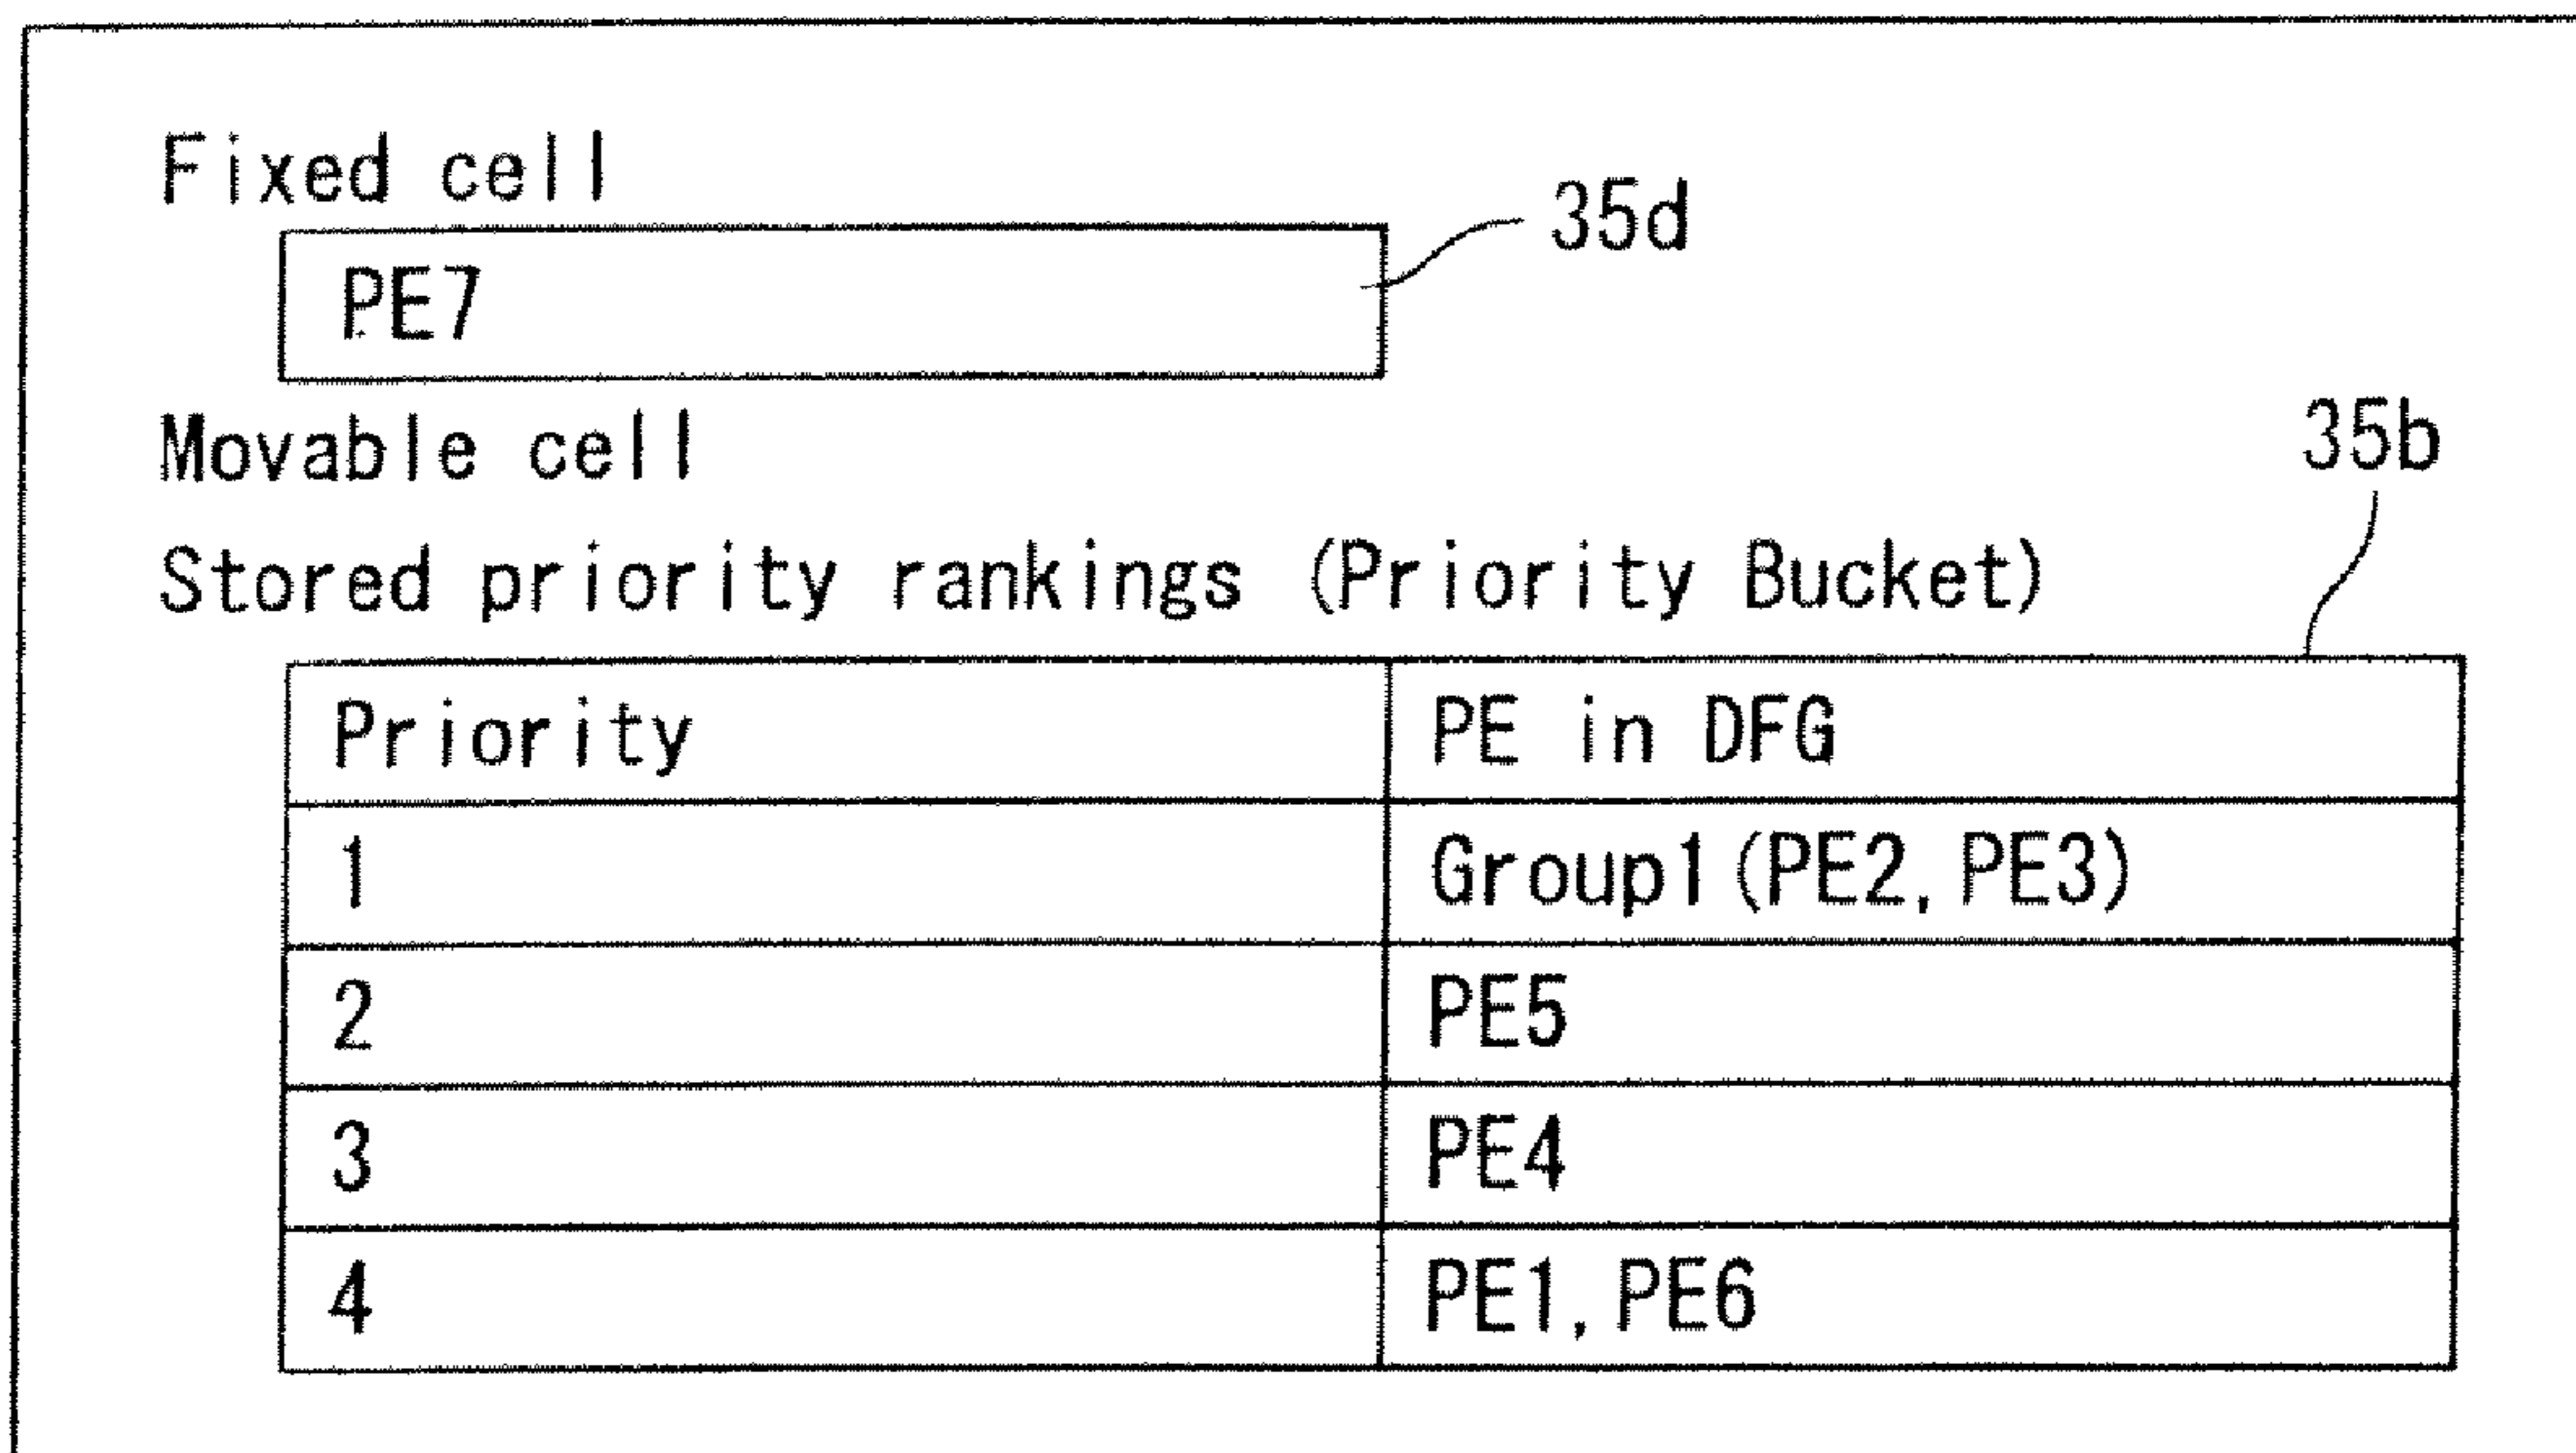 Fixed cell
35d
PE7
Movable cell
35b
Stored priority rankings (Priority Bucket)
Priority PE in DFG
1 Group1(PE2,PE3)
2 PE5
3 PE4
4 PE1,PE6